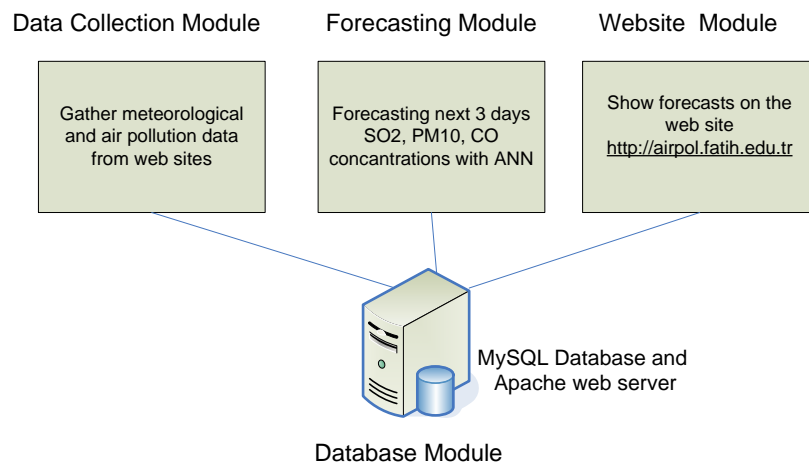 Data Collection Module
Forecasting Module
Website Module
Gather meteorological
and air pollution data
from web sites
Forecasting next 3 days
SO2, PM10, CO
concantrations with ANN
Show forecasts on the
web site
http://airpol.fatih.edu.tr
MySQL Database and
Apache web server
Database Module